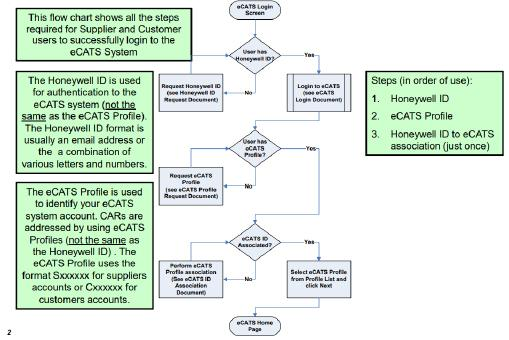 This flow chart shows all the steps
required for Supplier and Customer
users to successfully login to the
eCATS System
The Honeywell ID is used
for authentication to the
eCATS system (not the
same as the eCATS Profile).
The Honeywell ID format is
usually an email address or
the a combination of
various letters and numbers.
The eCATS Profile is used
to identify your eCATS
system account. CARs are
addressed by using eCATS
Profiles (not the same as
the Honeywell ID) . The
eCATS Profile uses the
format Sxxxxxx for suppliers
accounts or Cxxxxxx for
customers accounts.
eCATS Login
Screen
User has
Honeywell ID?
Yes
No
Request Honeywell ID
(see Honeywell ID
Request Document)
Login to eCATS
(see eCATS
Login Document)
User has
eCATS
Profile?
Yes
No
Request eCATS
Profile
(see eCATS Profile
Request Document)
eCATS ID
Associated?
Yes
No
Perform eCATS
Profile association
(See eCATS ID
Association
Document)
Select eCATS Profile
from Profile List and
click Next
eCATS Home
Page
Steps (in order of use):
1. Honeywell ID
2. eCATS Profile
3. Honeywell ID to eCATS
association (just once)
2